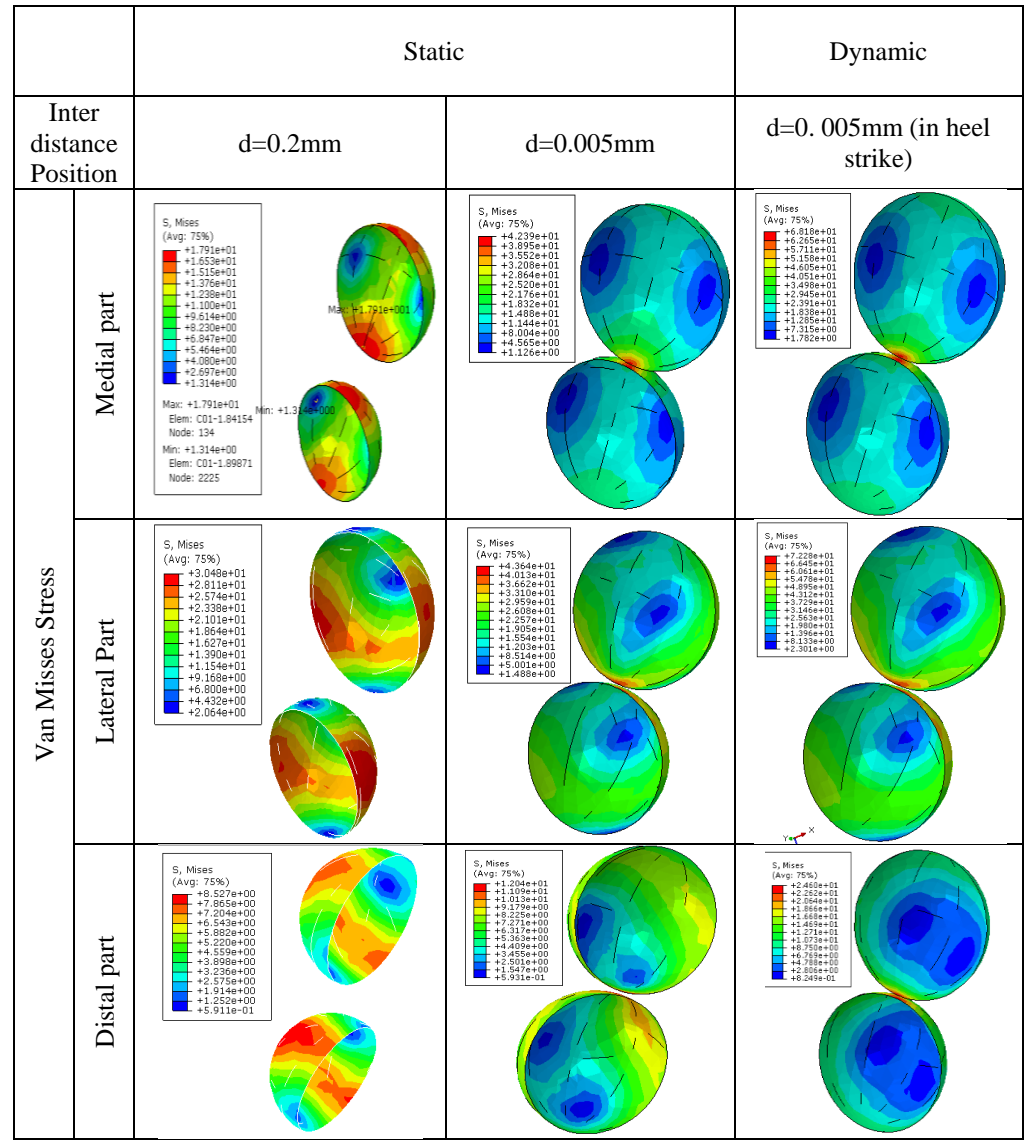 Static
Dynamic
Inter
distance
Position
d=0.2mm
d=0.005mm
d=0. 005mm (in heel
strike)
Van Misses Stress
Medial part
S, Mises
(Avg: 75%)
+1.791e+01
+1.653e+01
+1.515e+01
+1.376e+01
+1.238e+01
+1.100e+01
+9.614e+00
+8.230e+00
+6.847e+00
+5.464e+00
+4.080e+00
+2.697e+00
+1.314e+00
Max: +1.791e+01
Elem: C01-1.84154
Node: 134
Min: +1.314e+00
Elem: C01-1.89871
Node: 2225
Max: +1.791e+001
Min: +1.314e+000
S, Mises
(Avg: 75%)
+4.239e+01
+3.895e+01
+3.552e+01
+3.208e+01
+2.864e+01
+2.520e+01
+2.176e+01
+1.832e+01
+1.488e+01
+1.144e+01
+8.004e+00
+4.565e+00
+1.126e+00
S, Mises
(Avg: 75%)
+6.818e+01
+6.265e+01
+5.711e+01
+5.158e+01
+4.605e+01
+4.051e+01
+3.498e+01
+2.945e+01
+2.391e+01
+1.838e+01
+1.285e+01
+7.315e+00
+1.782e+00
Lateral Part
S, Mises
(Avg: 75%)
+3.048e+01
+2.811e+01
+2.574e+01
+2.338e+01
+2.101e+01
+1.864e+01
+1.627e+01
+1.390e+01
+1.154e+01
+9.168e+00
+6.800e+00
+4.432e+00
+2.064e+00
S, Mises
(Avg: 75%)
+4.364e+01
+4.013e+01
+3.662e+01
+3.310e+01
+2.959e+01
+2.608e+01
+2.257e+01
+1.905e+01
+1.554e+01
+1.203e+01
+8.514e+00
+5.001e+00
+1.488e+00
S, Mises
(Avg: 75%)
+7.228e+01
+6.645e+01
+6.061e+01
+5.478e+01
+4.895e+01
+4.312e+01
+3.729e+01
+3.146e+01
+2.563e+01
+1.980e+01
+1.396e+01
+8.133e+00
+2.301e+00
Y X
Distal part
S, Mises
(Avg: 75%)
+8.527e+00
+7.865e+00
+7.204e+00
+6.543e+00
+5.882e+00
+5.220e+00
+4.559e+00
+3.898e+00
+3.236e+00
+2.575e+00
+1.914e+00
+1.252e+00
+5.911e-01
S, Mises
(Avg: 75%)
+1.204e+01
+1.109e+01
+1.013e+01
+9.179e+00
+8.225e+00
+7.271e+00
+6.317e+00
+5.363e+00
+4.409e+00
+3.455e+00
+2.501e+00
+1.547e+00
+5.931e-01
S, Mises
(Avg: 75%)
+2.460e+01
+2.262e+01
+2.064e+01
+1.866e+01
+1.668e+01
+1.469e+01
+1.271e+01
+1.073e+01
+8.750e+00
+6.769e+00
+4.788e+00
+2.806e+00
+8.249e-01